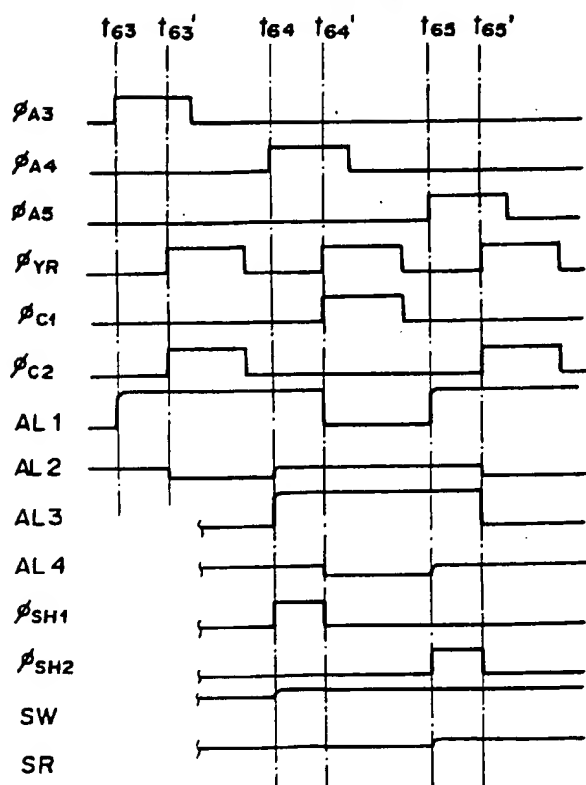 t63 t63' t64 t64' t65 t65'
ØA3
ØA4
ØA5
ØYR
ØC1
ØC2
AL1
AL2
AL3
AL4
ØSH1
ØSH2
SW
SR